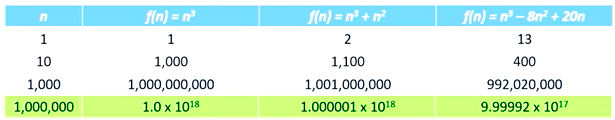 n f(n) = n³ f(n) = n³ + n² f(n) = n³ – 8n² + 20n
1 1 2 13
10 1,000 1,100 400
1,000 1,000,000,000 1,001,000,000 992,020,000
1,000,000 1.0 x 10¹⁸ 1.000001 x 10¹⁸ 9.99992 x 10¹⁷